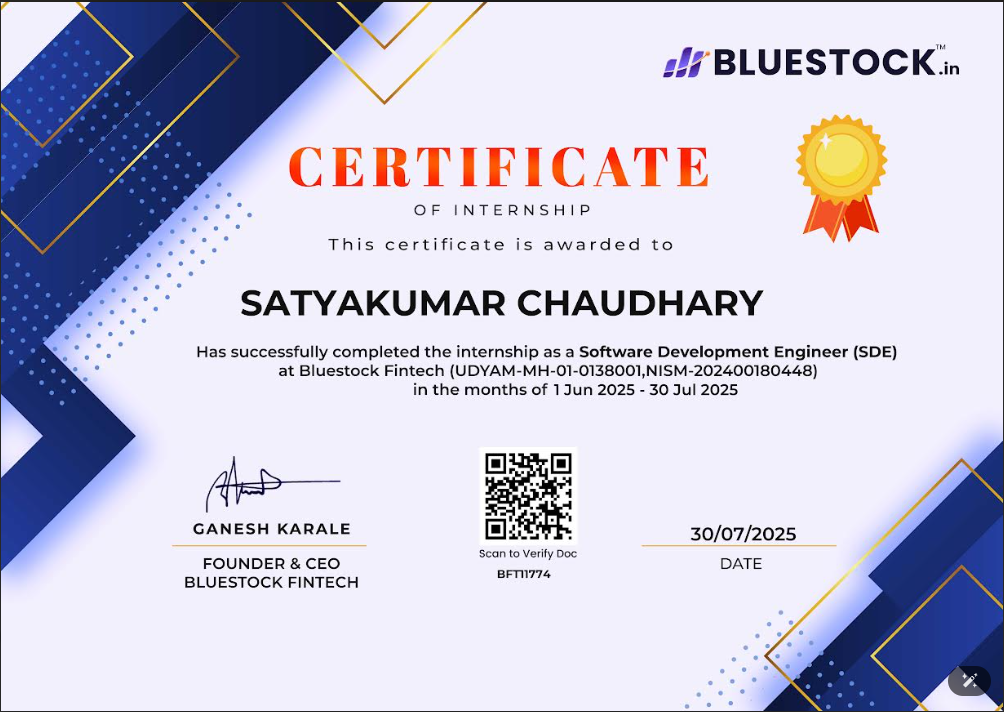 BLUESTOCK.in™
CERTIFICATE
OF INTERNSHIP
This certificate is awarded to
SATYAKUMAR CHAUDHARY
Has successfully completed the internship as a Software Development Engineer (SDE)
at Bluestock Fintech (UDYAM-MH-01-0138001,NISM-202400180448)
in the months of 1 Jun 2025 - 30 Jul 2025
GANESH KARALE
FOUNDER & CEO
BLUESTOCK FINTECH
Scan to Verify Doc
BFT11774
30/07/2025
DATE